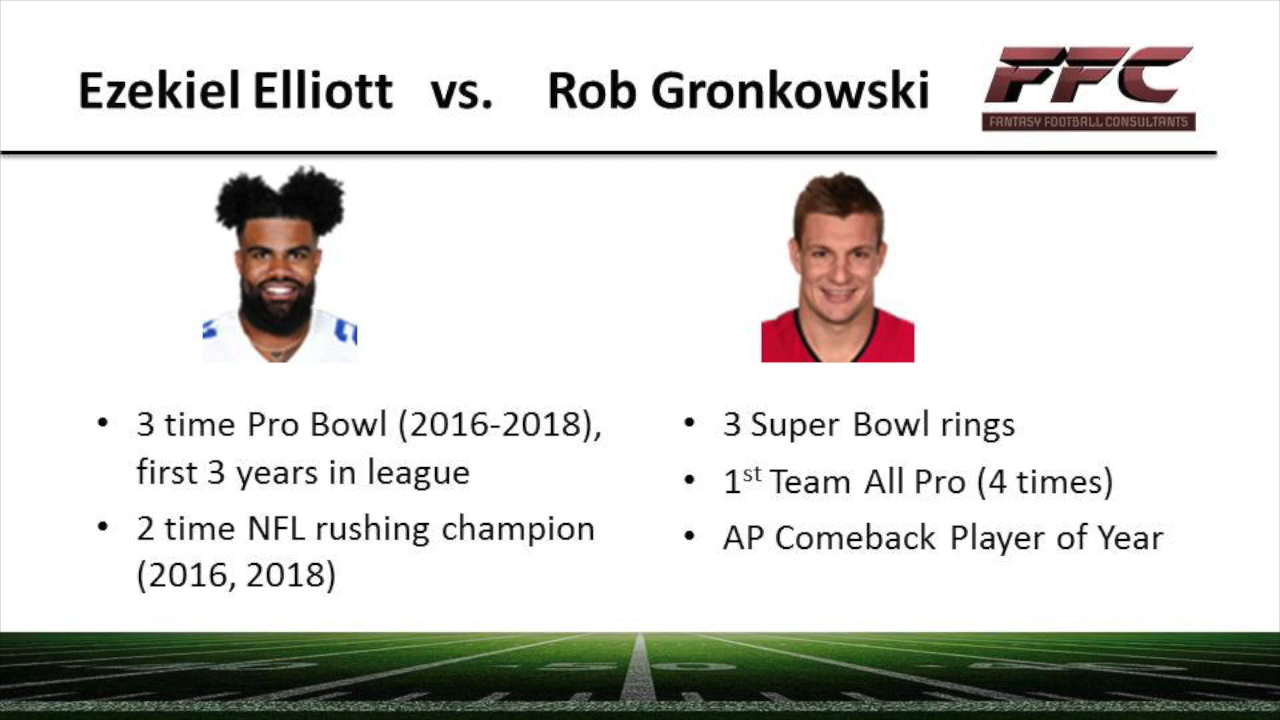 Ezekiel Elliott vs. Rob Gronkowski
FFC
FANTASY FOOTBALL CONSULTANTS
• 3 time Pro Bowl (2016-2018),
first 3 years in league
• 2 time NFL rushing champion
(2016, 2018)
• 3 Super Bowl rings
• 1st Team All Pro (4 times)
• AP Comeback Player of Year
50